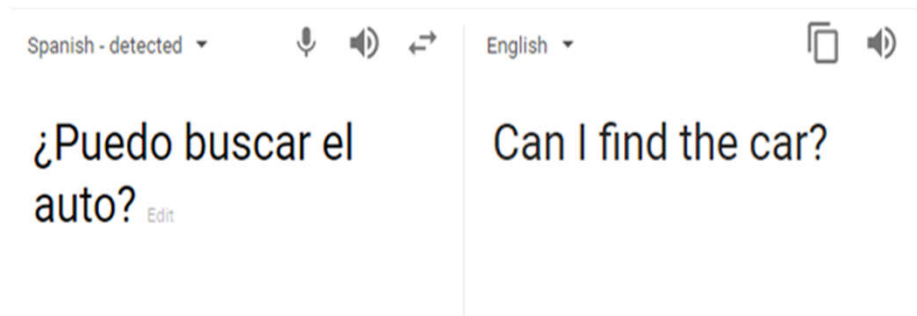 Spanish - detected
English
¿Puedo buscar el
auto? Edit
Can I find the car?